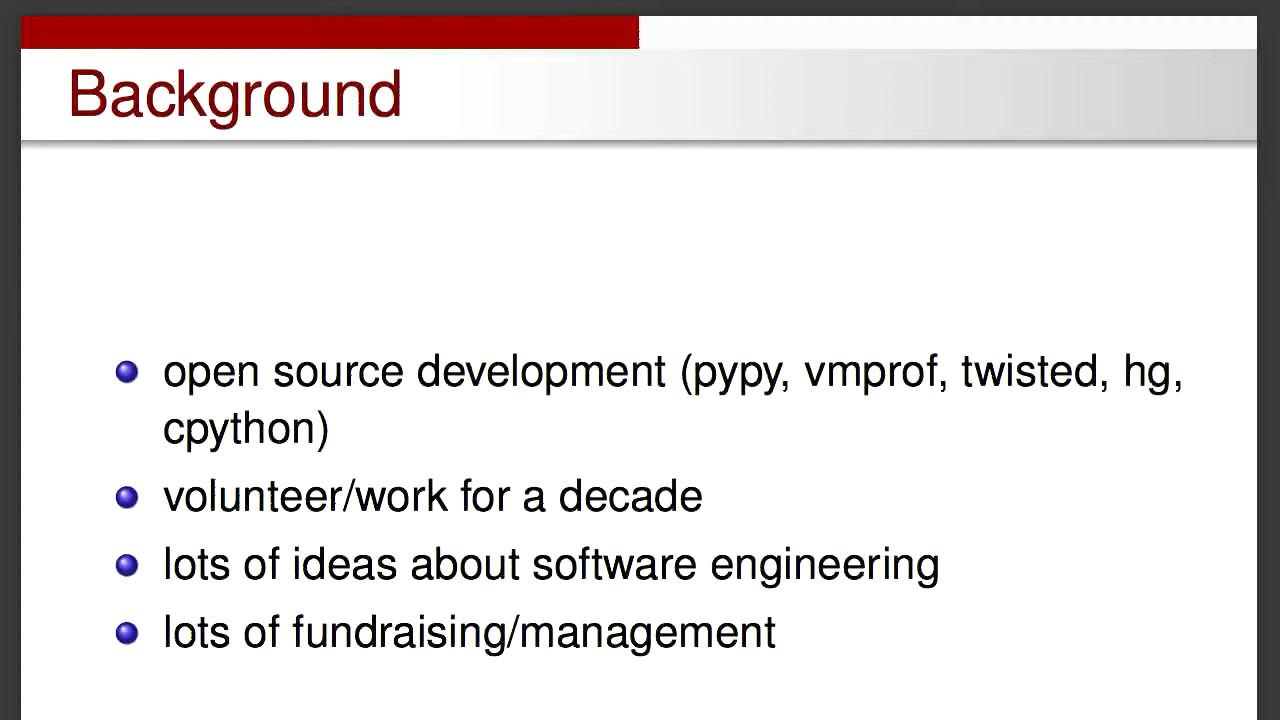 Background
open source development (pypy, vmprof, twisted, hg,
cpython)
volunteer/work for a decade
lots of ideas about software engineering
lots of fundraising/management